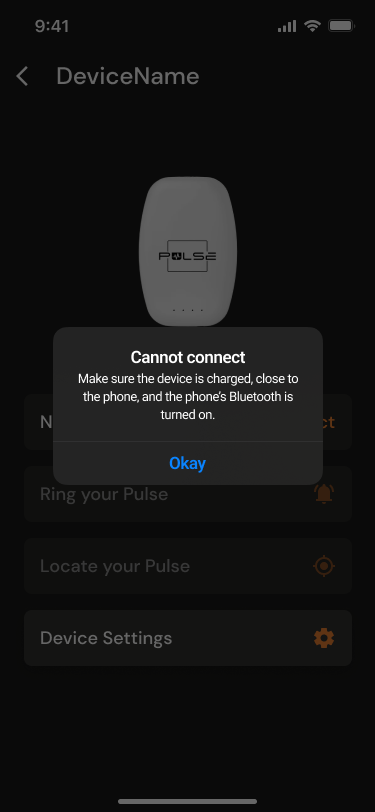 9:41
DeviceName
PULSE
Cannot connect
Make sure the device is charged, close to
the phone, and the phone's Bluetooth is
turned on.
Okay
Ring your Pulse
Locate your Pulse
Device Settings